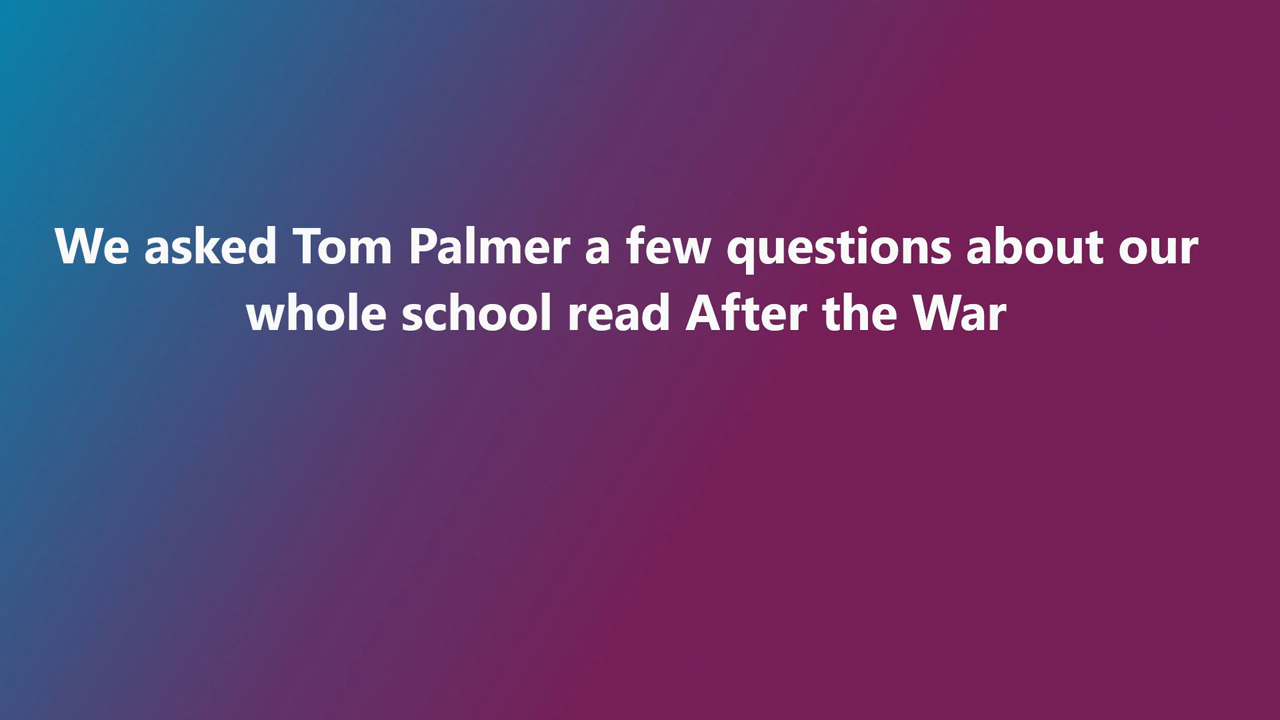 We asked Tom Palmer a few questions about our
whole school read After the War